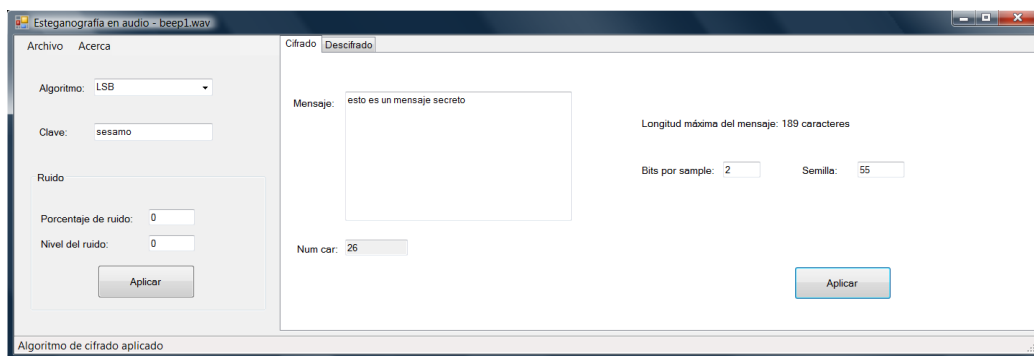 Esteganografía en audio - beep1.wav
Archivo Acerca
Algoritmo: LSB
Clave: sesamo
Ruido
Porcentaje de ruido: 0
Nivel del ruido: 0
Aplicar
Cifrado Descifrado
Mensaje: esto es un mensaje secreto
Num car: 26
Longitud máxima del mensaje: 189 caracteres
Bits por sample: 2 Semilla: 55
Aplicar
Algoritmo de cifrado aplicado